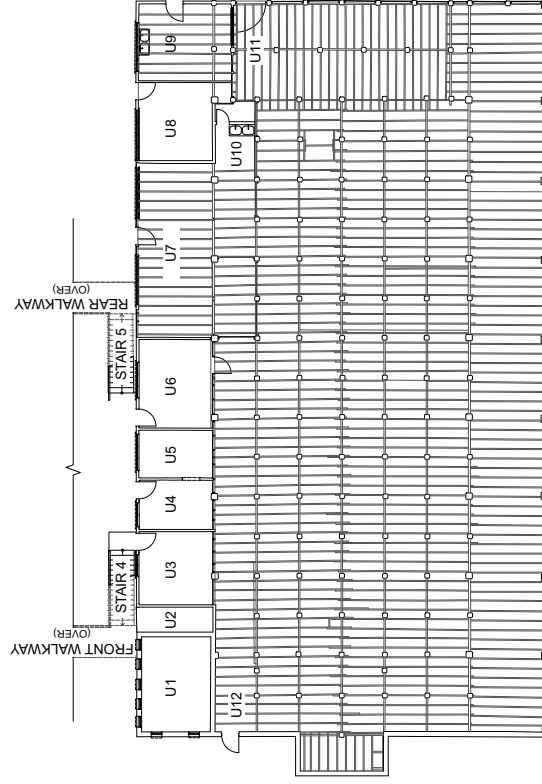 U9
U11
U8
U10
U7
REAR WALKWAY
(OVER)
STAIR 5
U6
U5
U4
STAIR 4
U3
U2
FRONT WALKWAY
(OVER)
U1
U12